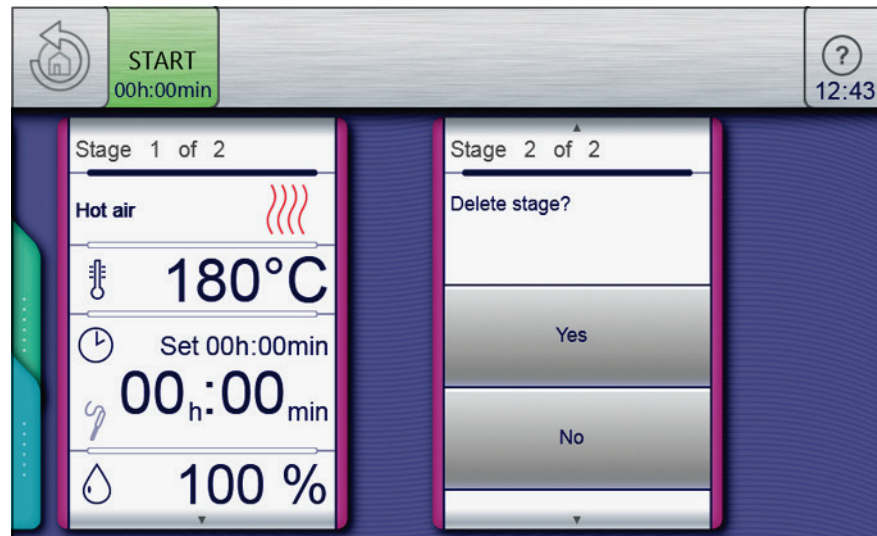 START
00h:00min
?
12:43
Stage 1 of 2
Hot air
180°C
Set 00h:00min
00h:00min
100 %
Stage 2 of 2
Delete stage?
Yes
No